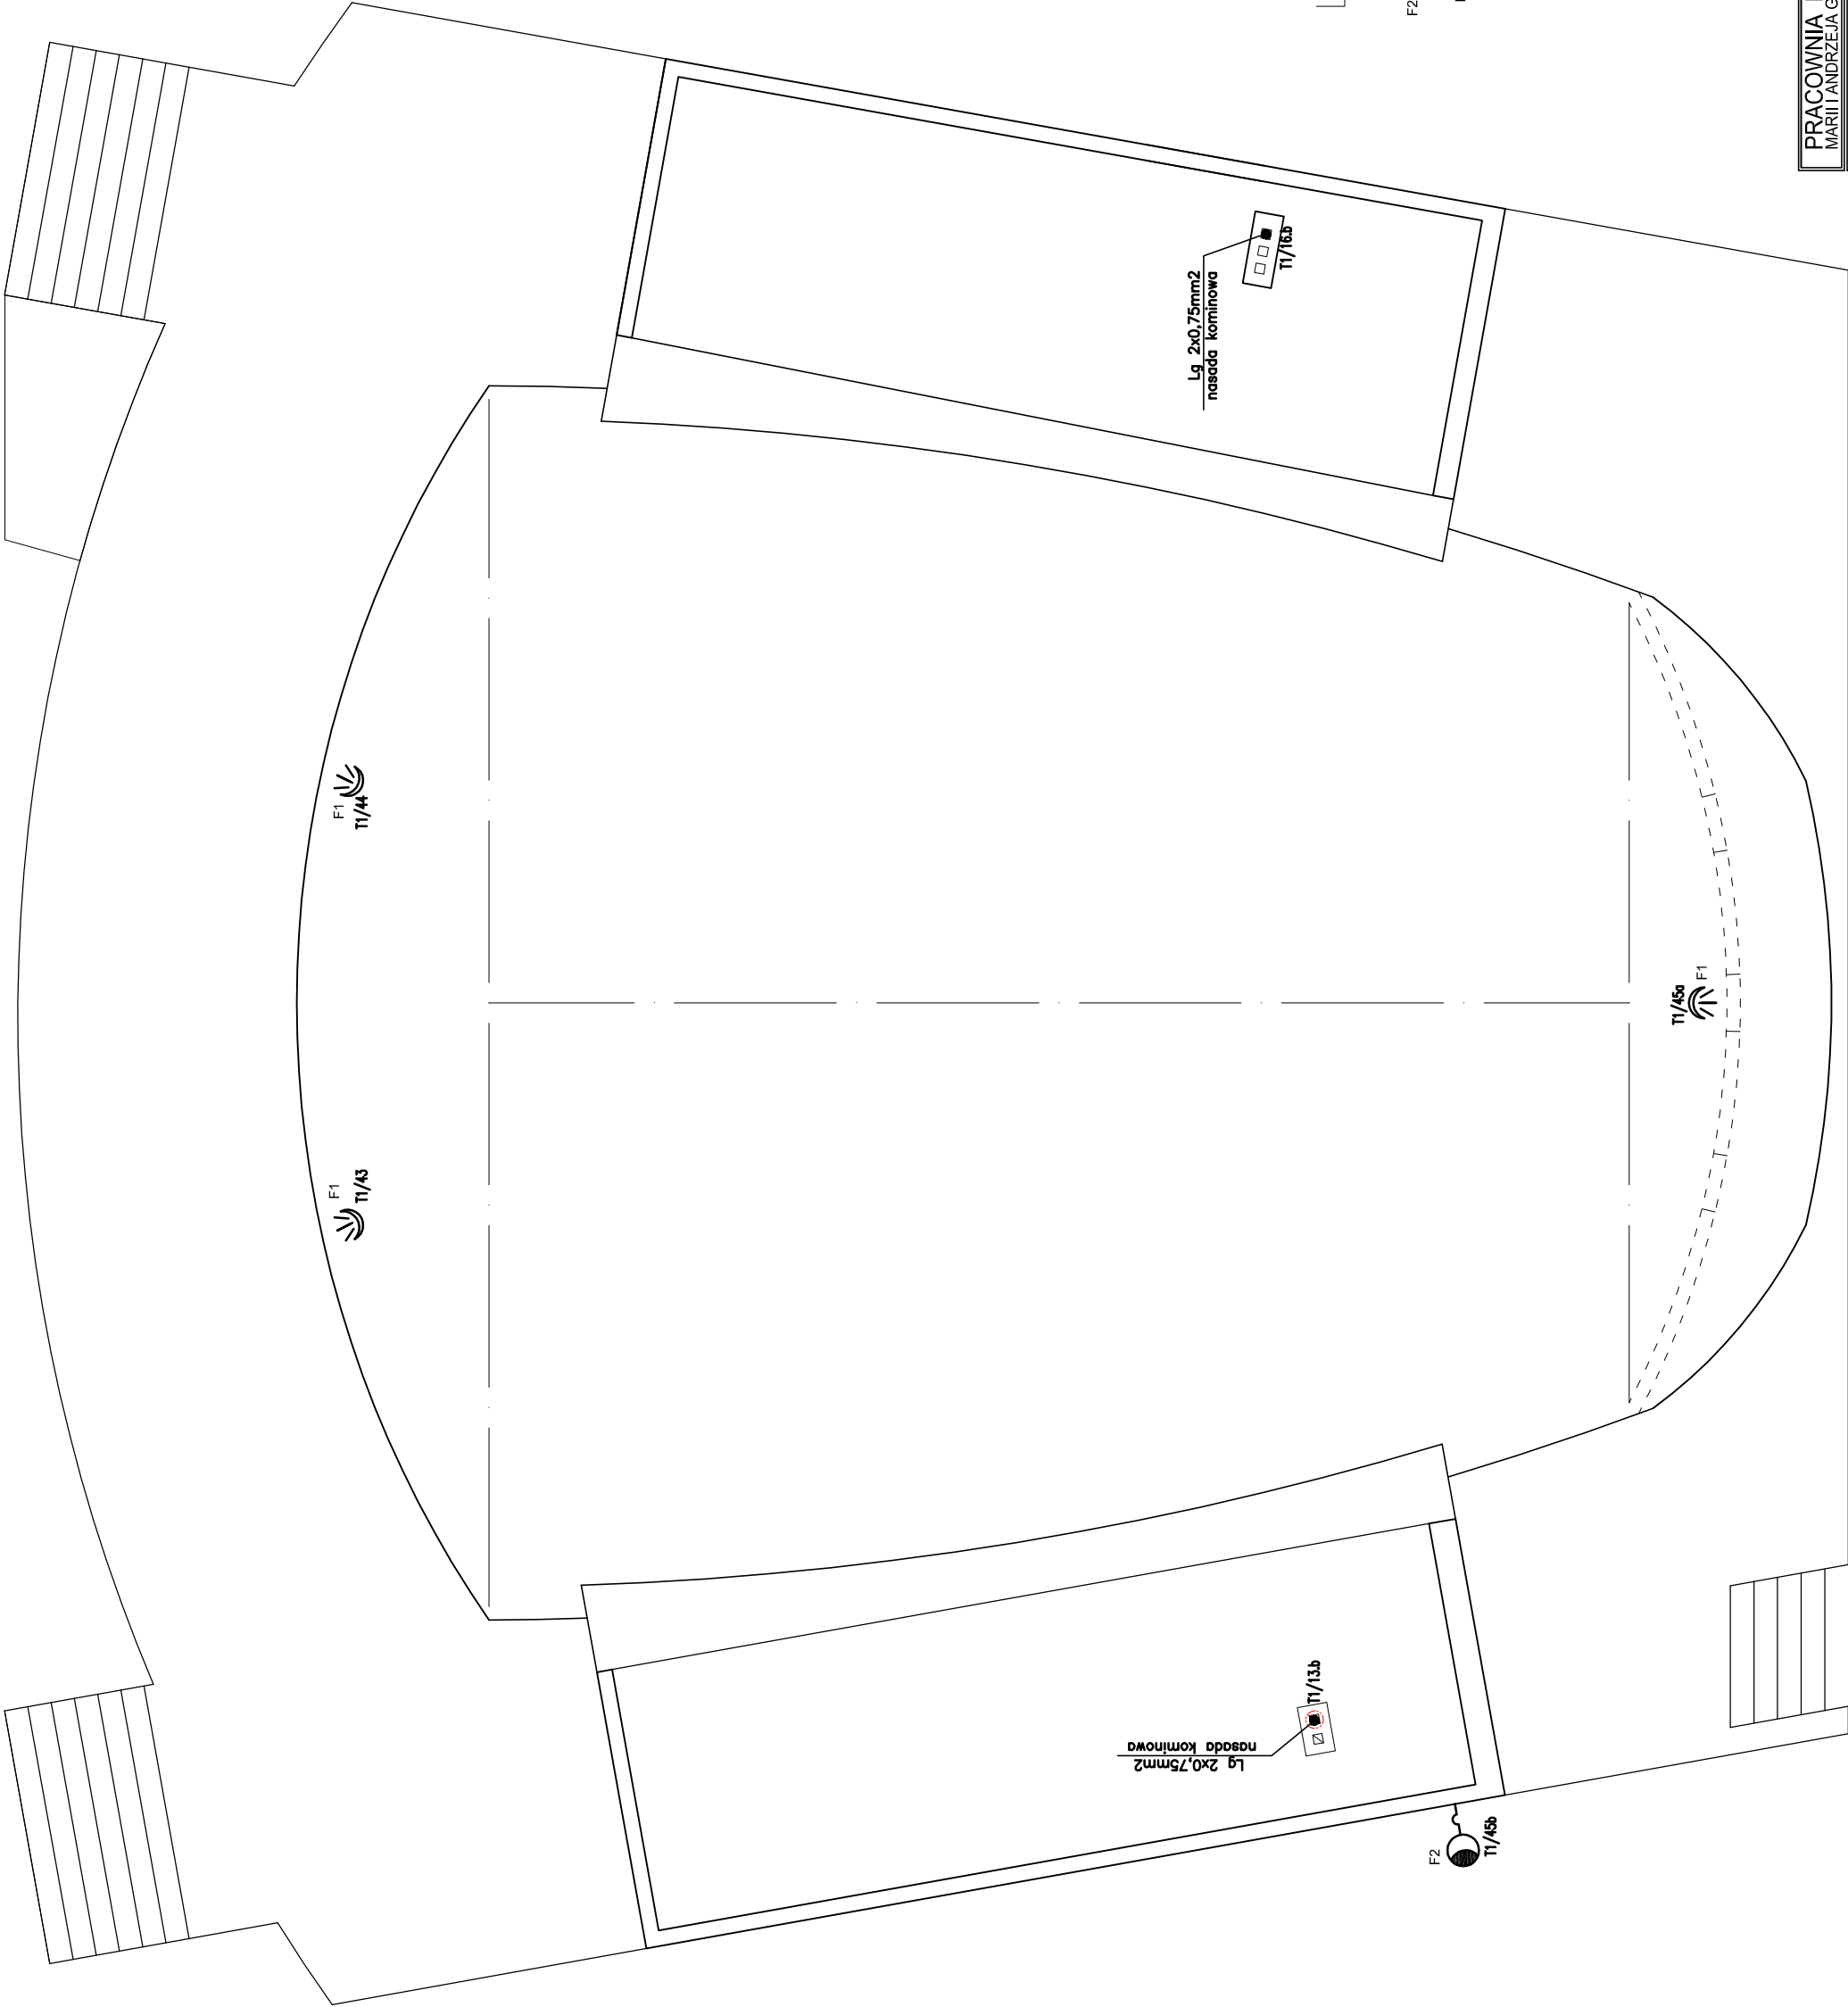 F2
PRACOWNIA
MARII I ANDRZEJA G
Lg 2x0,75mm2
nasada kominowa
T1/16.b
F1
T1/44
F1
T1/45a
F1
T1/43
T1/13.b
Lg 2x0,75mm2
nasada kominowa
F2
T1/45b